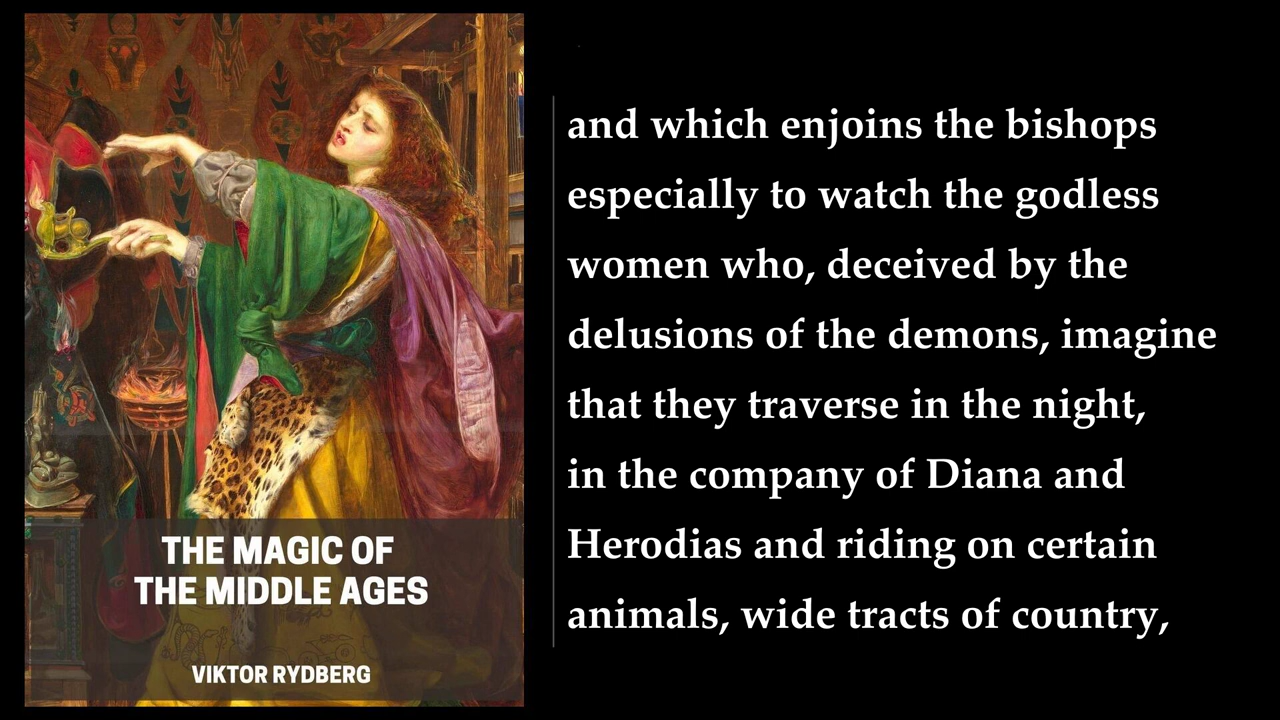 THE MAGIC OF
THE MIDDLE AGES
VIKTOR RYDBERG
and which enjoins the bishops
especially to watch the godless
women who, deceived by the
delusions of the demons, imagine
that they traverse in the night,
in the company of Diana and
Herodias and riding on certain
animals, wide tracts of country,